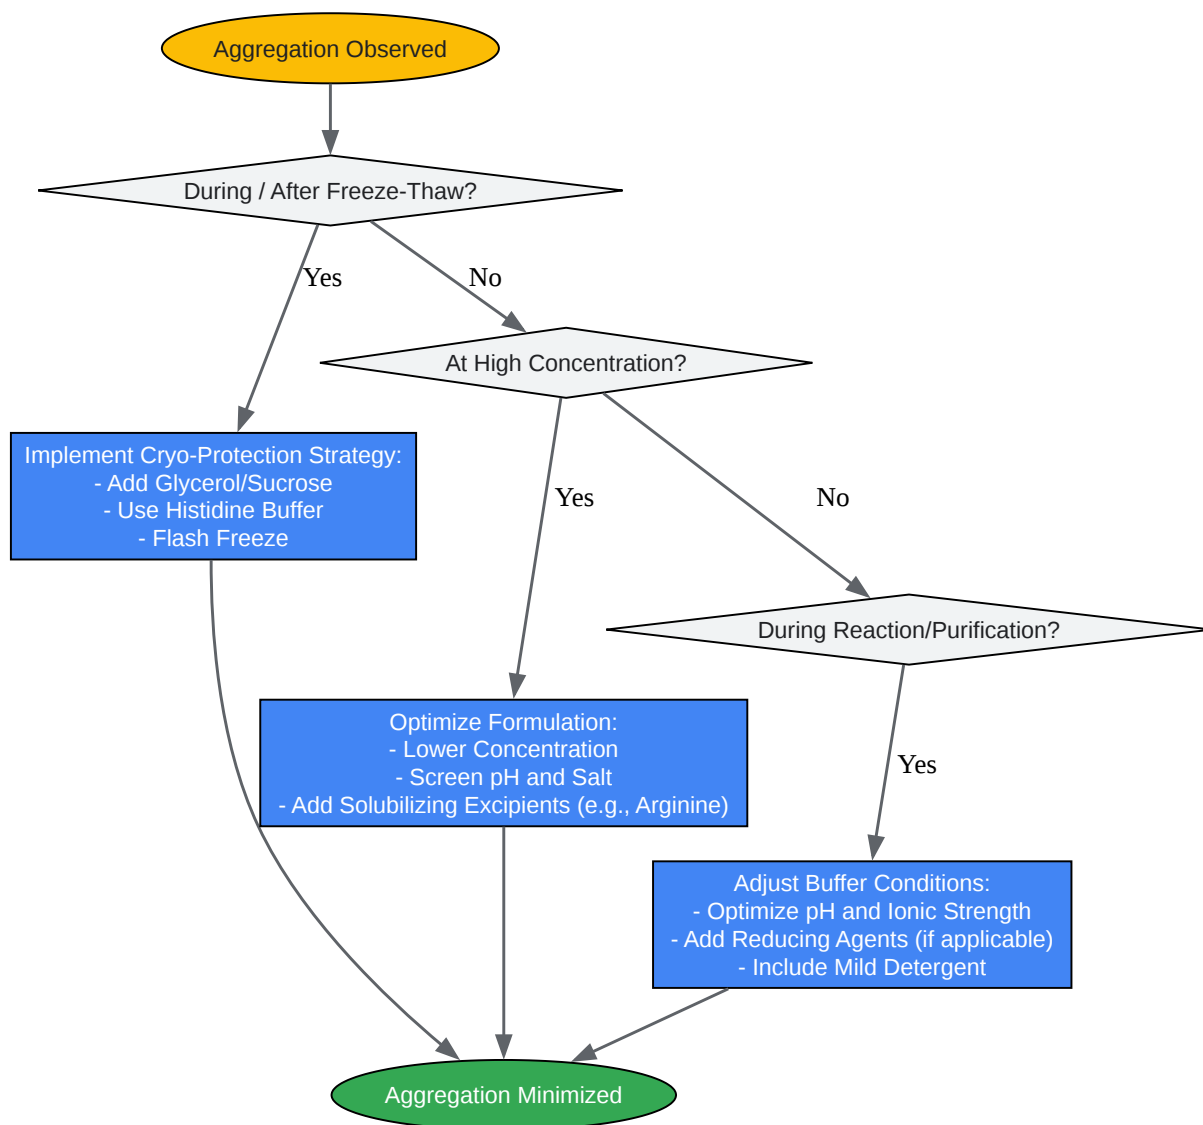 Aggregation Observed
During / After Freeze-Thaw?
Yes
No
At High Concentration?
Implement Cryo-Protection Strategy:
- Add Glycerol/Sucrose
- Use Histidine Buffer
- Flash Freeze
Yes
No
During Reaction/Purification?
Optimize Formulation:
- Lower Concentration
- Screen pH and Salt
- Add Solubilizing Excipients (e.g., Arginine)
Yes
Adjust Buffer Conditions:
- Optimize pH and Ionic Strength
- Add Reducing Agents (if applicable)
- Include Mild Detergent
Aggregation Minimized